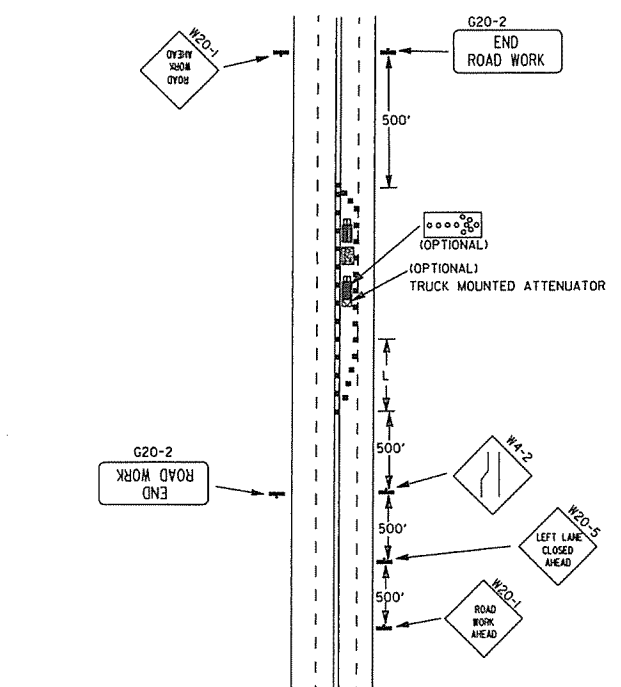 G20-2
END
ROAD WORK
W20-1
ROAD
WORK
AHEAD
500'
(OPTIONAL)
(OPTIONAL)
TRUCK MOUNTED ATTENUATOR
L
500'
W4-2
G20-2
END
ROAD WORK
500'
W20-5
LEFT LANE
CLOSED
AHEAD
500'
W20-1
ROAD
WORK
AHEAD